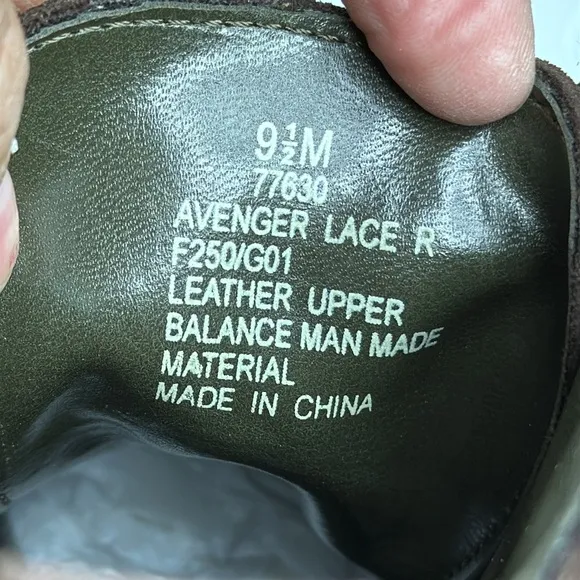 9½M
77630
AVENGER LACE R
F250/G01
LEATHER UPPER
BALANCE MAN MADE
MATERIAL
MADE IN CHINA